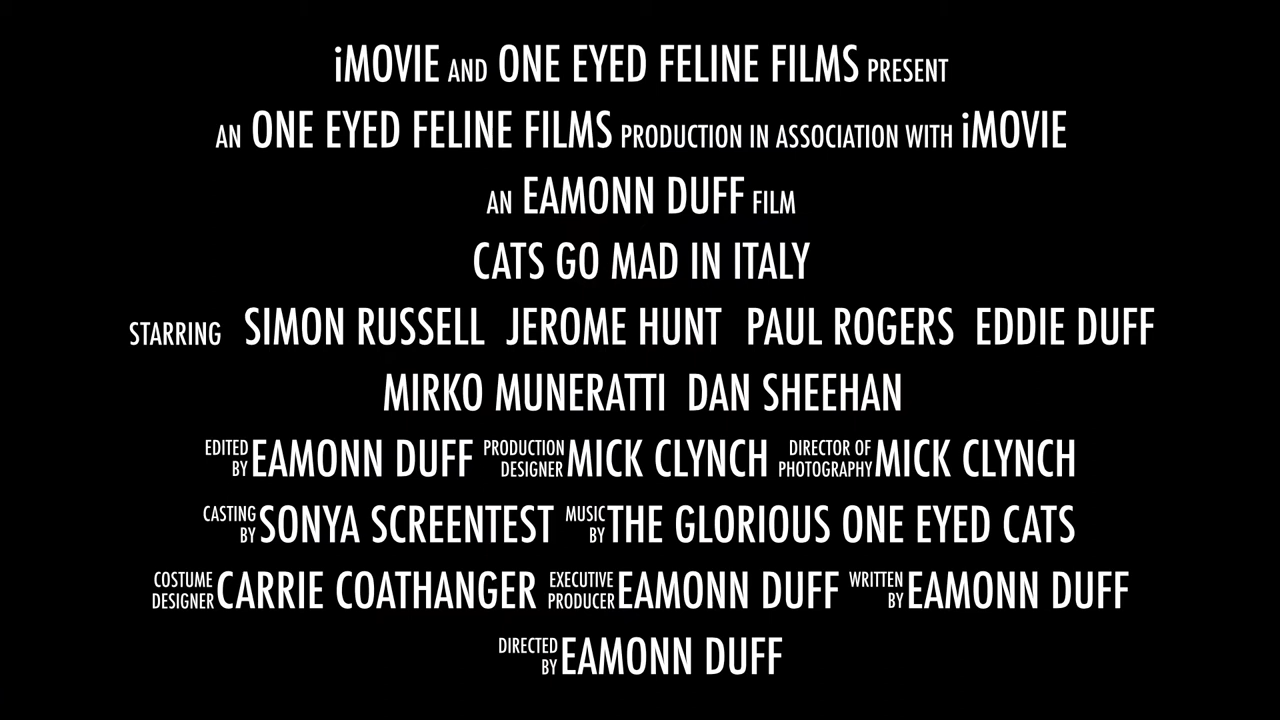 iMOVIE AND ONE EYED FELINE FILMS PRESENT
AN ONE EYED FELINE FILMS PRODUCTION IN ASSOCIATION WITH iMOVIE
AN EAMONN DUFF FILM
CATS GO MAD IN ITALY
STARRING SIMON RUSSELL JEROME HUNT PAUL ROGERS EDDIE DUFF
MIRKO MUNERATTI DAN SHEEHAN
EDITED BY EAMONN DUFF PRODUCTION DESIGNER MICK CLYNCH DIRECTOR OF PHOTOGRAPHY MICK CLYNCH
CASTING BY SONYA SCREENTEST MUSIC BY THE GLORIOUS ONE EYED CATS
COSTUME DESIGNER CARRIE COATHANGER EXECUTIVE PRODUCER EAMONN DUFF WRITTEN BY EAMONN DUFF
DIRECTED BY EAMONN DUFF